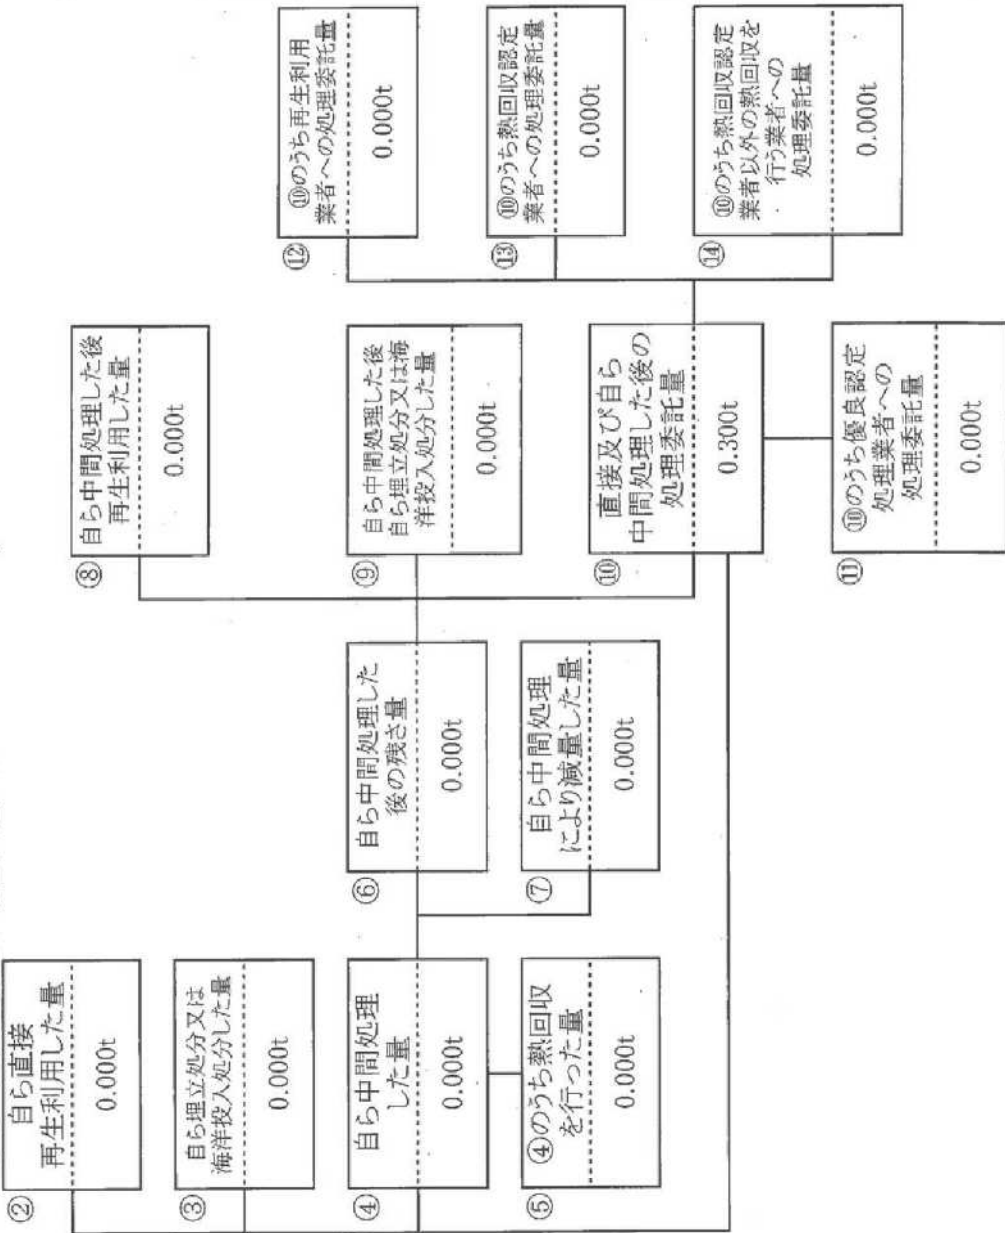 ②
自ら直接
再生利用した量
0.000t
③
自ら埋立処分又は
海洋投入処分した量
0.000t
④
自ら中間処理
した量
0.000t
⑤
④のうち熱回収
を行った量
0.000t
⑥
自ら中間処理した
後の残さ量
0.000t
⑦
自ら中間処理
により減量した量
0.000t
⑧
自ら中間処理した後
再生利用した量
0.000t
⑨
自ら中間処理した後
自ら埋立処分又は海
洋投入処分した量
0.000t
⑩
直接及び自ら
中間処理した後の
処理委託量
0.300t
⑪
⑩のうち優良認定
処理業者への
処理委託量
0.000t
⑫
⑩のうち再生利用
業者への処理委託量
0.000t
⑬
⑩のうち熱回収認定
業者への処理委託量
0.000t
⑭
⑩のうち熱回収認定
業者以外の熱回収を
行う業者への
処理委託量
0.000t